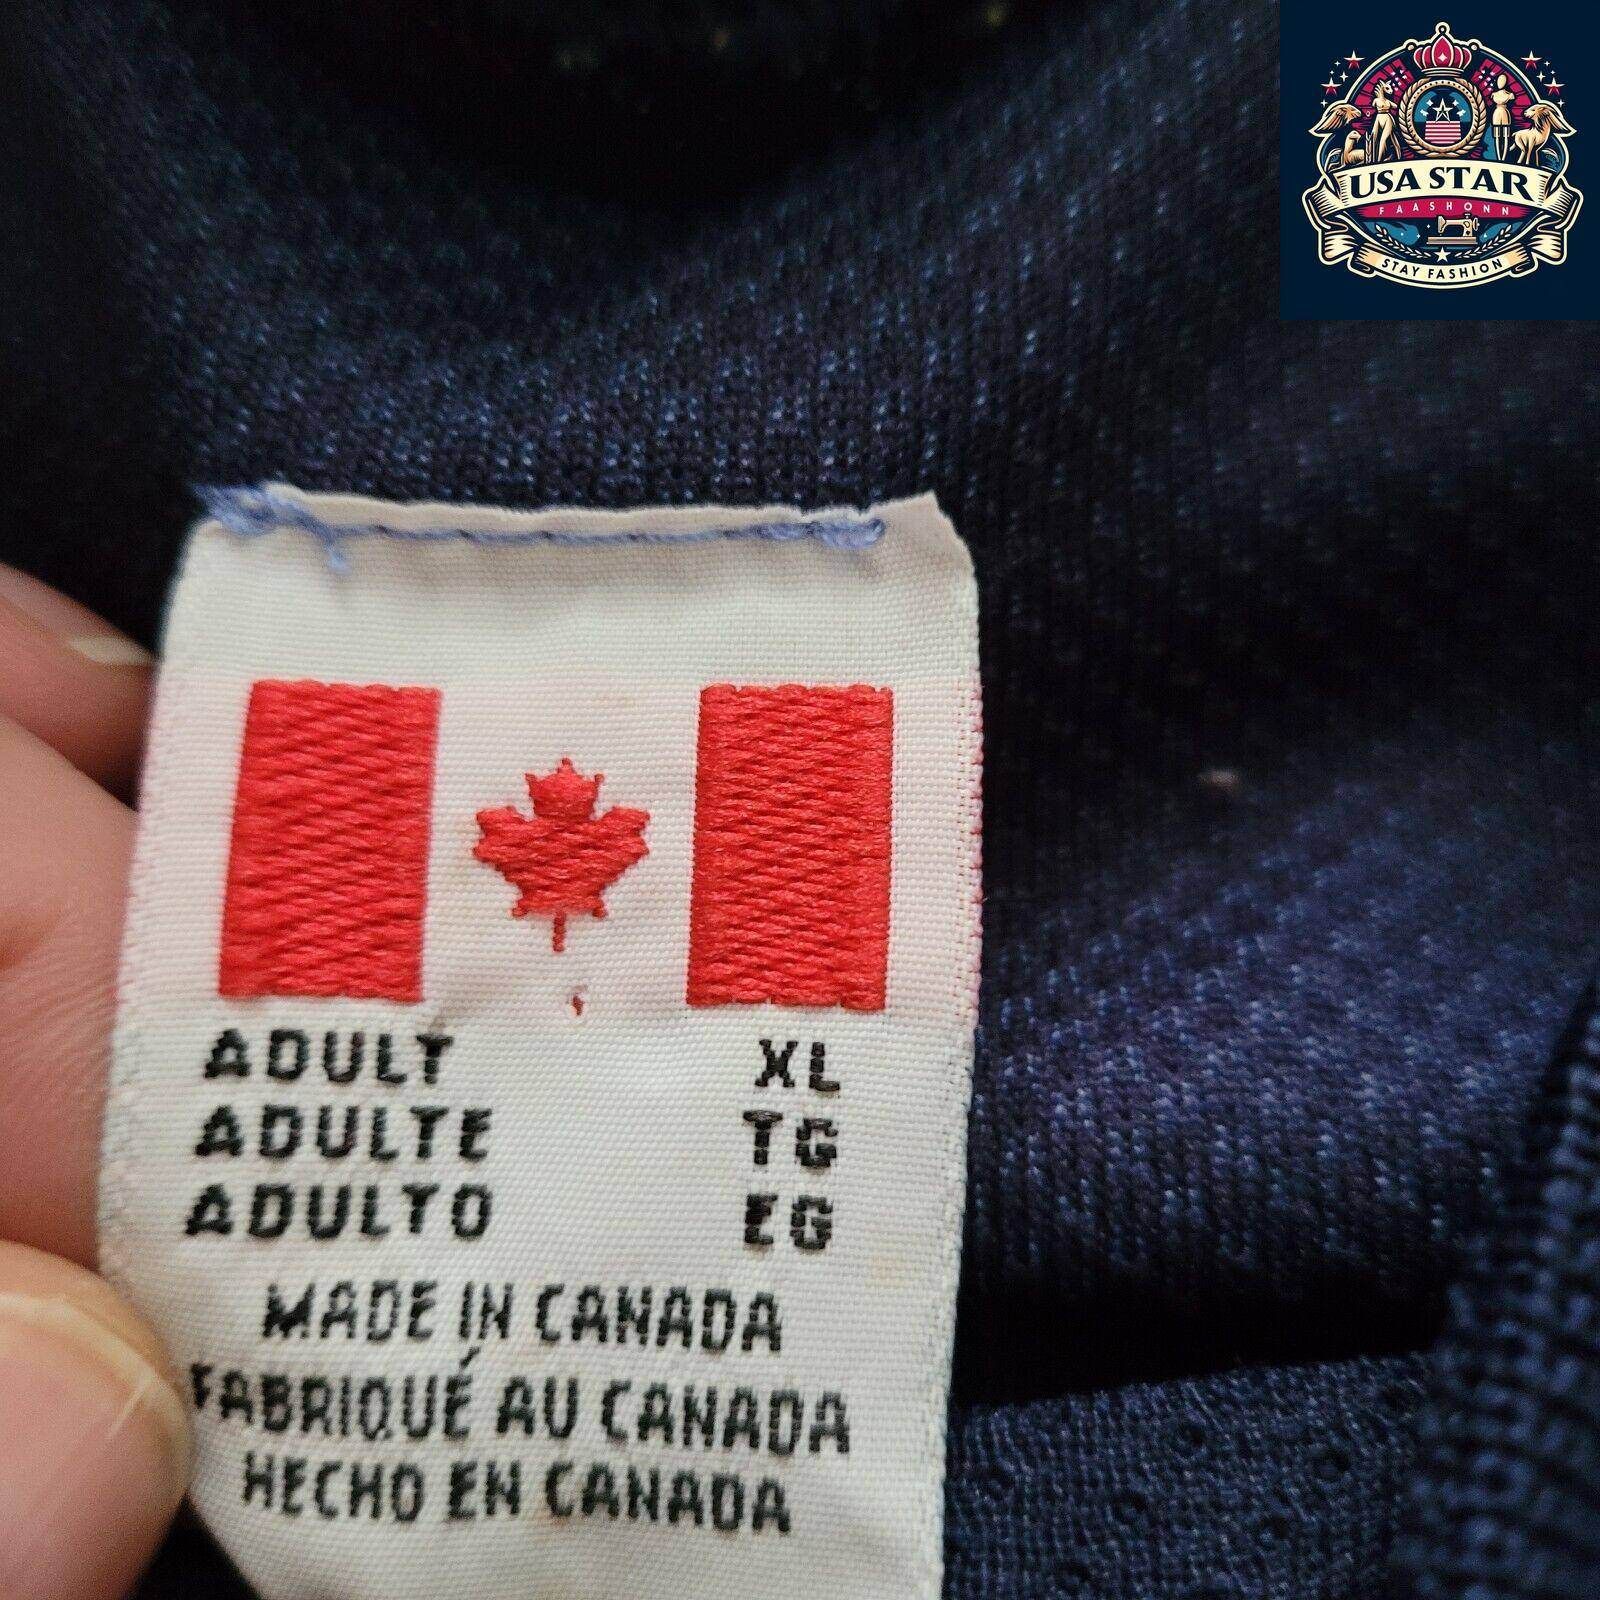 USA STAR
FAASHONN
STAY FASHION
ADULT XL
ADULTE TG
ADULTO EG
MADE IN CANADA
FABRIQUÉ AU CANADA
HECHO EN CANADA